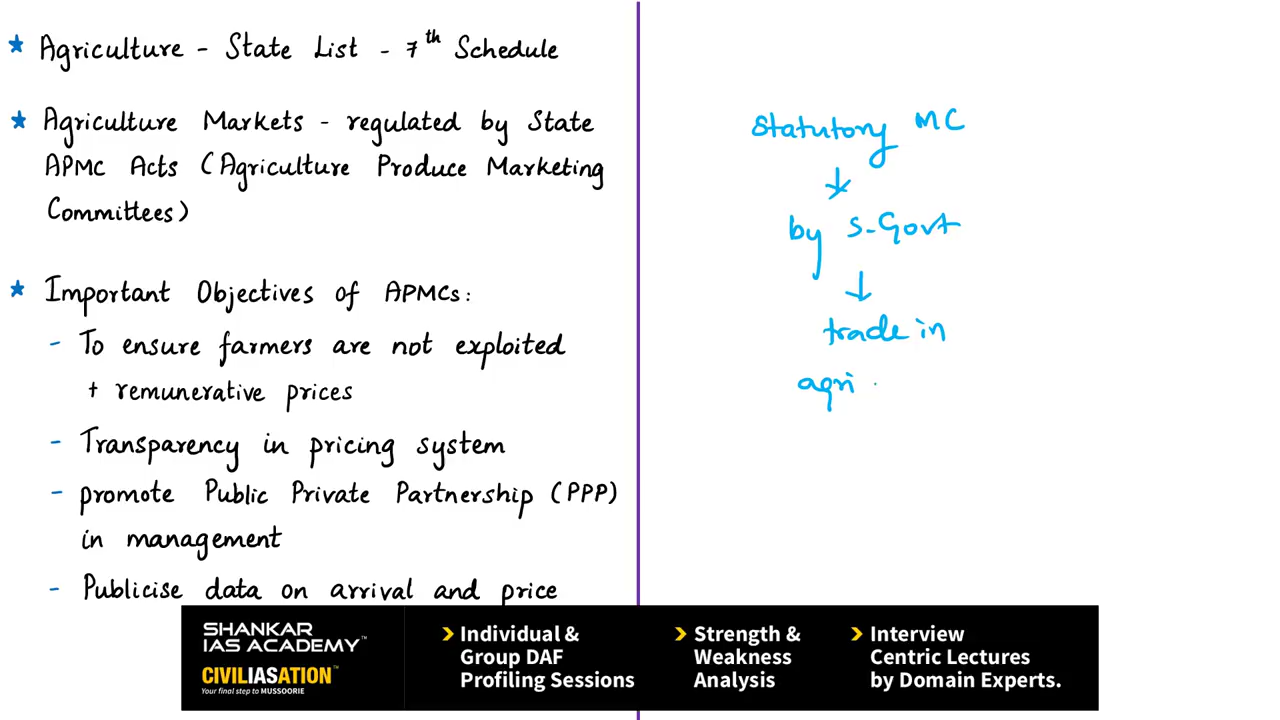 ★ Agriculture - State List - 7th Schedule
★ Agriculture Markets - regulated by State
APMC Acts (Agriculture Produce Marketing
Committees)
★ Important Objectives of APMCs:
- To ensure farmers are not exploited
+ remunerative prices
- Transparency in pricing system
- promote Public Private Partnership (PPP)
in management
- Publicise data on arrival and price
Statutory MC
↓
by S-Govt
↓
trade in
agri
SHANKAR
IAS ACADEMY™
CIVILIASATION™
Your final step to MUSSOORIE
> Individual &
Group DAF
Profiling Sessions
> Strength &
Weakness
Analysis
> Interview
Centric Lectures
by Domain Experts.